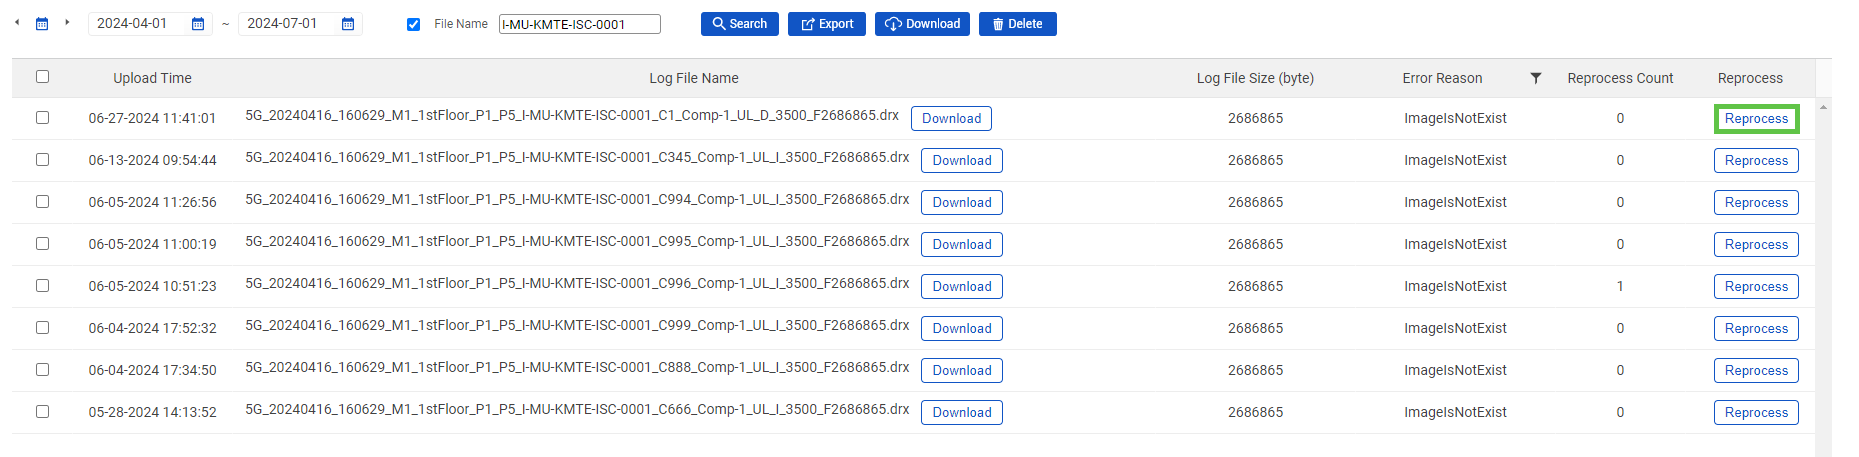 2024-04-01 ~ 2024-07-01 File Name I-MU-KMTE-ISC-0001 Search Export Download Delete
Upload Time Log File Name Log File Size (byte) Error Reason Reprocess Count Reprocess
06-27-2024 11:41:01 5G_20240416_160629_M1_1stFloor_P1_P5_I-MU-KMTE-ISC-0001_C1_Comp-1_UL_D_3500_F2686865.drx Download 2686865 ImageIsNotExist 0 Reprocess
06-13-2024 09:54:44 5G_20240416_160629_M1_1stFloor_P1_P5_I-MU-KMTE-ISC-0001_C345_Comp-1_UL_I_3500_F2686865.drx Download 2686865 ImageIsNotExist 0 Reprocess
06-05-2024 11:26:56 5G_20240416_160629_M1_1stFloor_P1_P5_I-MU-KMTE-ISC-0001_C994_Comp-1_UL_I_3500_F2686865.drx Download 2686865 ImageIsNotExist 0 Reprocess
06-05-2024 11:00:19 5G_20240416_160629_M1_1stFloor_P1_P5_I-MU-KMTE-ISC-0001_C995_Comp-1_UL_I_3500_F2686865.drx Download 2686865 ImageIsNotExist 0 Reprocess
06-05-2024 10:51:23 5G_20240416_160629_M1_1stFloor_P1_P5_I-MU-KMTE-ISC-0001_C996_Comp-1_UL_I_3500_F2686865.drx Download 2686865 ImageIsNotExist 1 Reprocess
06-04-2024 17:52:32 5G_20240416_160629_M1_1stFloor_P1_P5_I-MU-KMTE-ISC-0001_C999_Comp-1_UL_I_3500_F2686865.drx Download 2686865 ImageIsNotExist 0 Reprocess
06-04-2024 17:34:50 5G_20240416_160629_M1_1stFloor_P1_P5_I-MU-KMTE-ISC-0001_C888_Comp-1_UL_I_3500_F2686865.drx Download 2686865 ImageIsNotExist 0 Reprocess
05-28-2024 14:13:52 5G_20240416_160629_M1_1stFloor_P1_P5_I-MU-KMTE-ISC-0001_C666_Comp-1_UL_I_3500_F2686865.drx Download 2686865 ImageIsNotExist 0 Reprocess